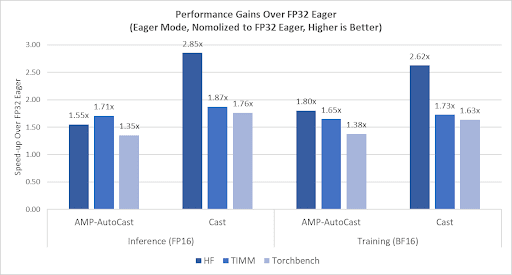 Performance Gains Over FP32 Eager
(Eager Mode, Nomolized to FP32 Eager, Higher is Better)
Speed-up Over FP32 Eager
3.00
2.50
2.00
1.50
1.00
0.50
0.00
1.55x
1.71x
1.35x
2.85x
1.87x
1.76x
1.80x
1.65x
1.38x
2.62x
1.73x
1.63x
AMP-AutoCast
Cast
AMP-AutoCast
Cast
Inference (FP16)
Training (BF16)
HF
TIMM
Torchbench